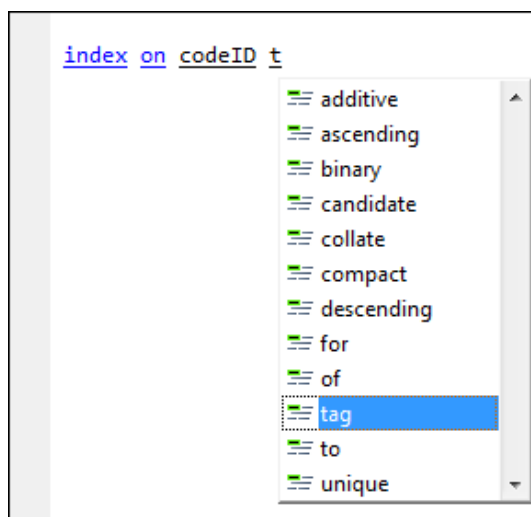 index on codeID t
additive
ascending
binary
candidate
collate
compact
descending
for
of
tag
to
unique